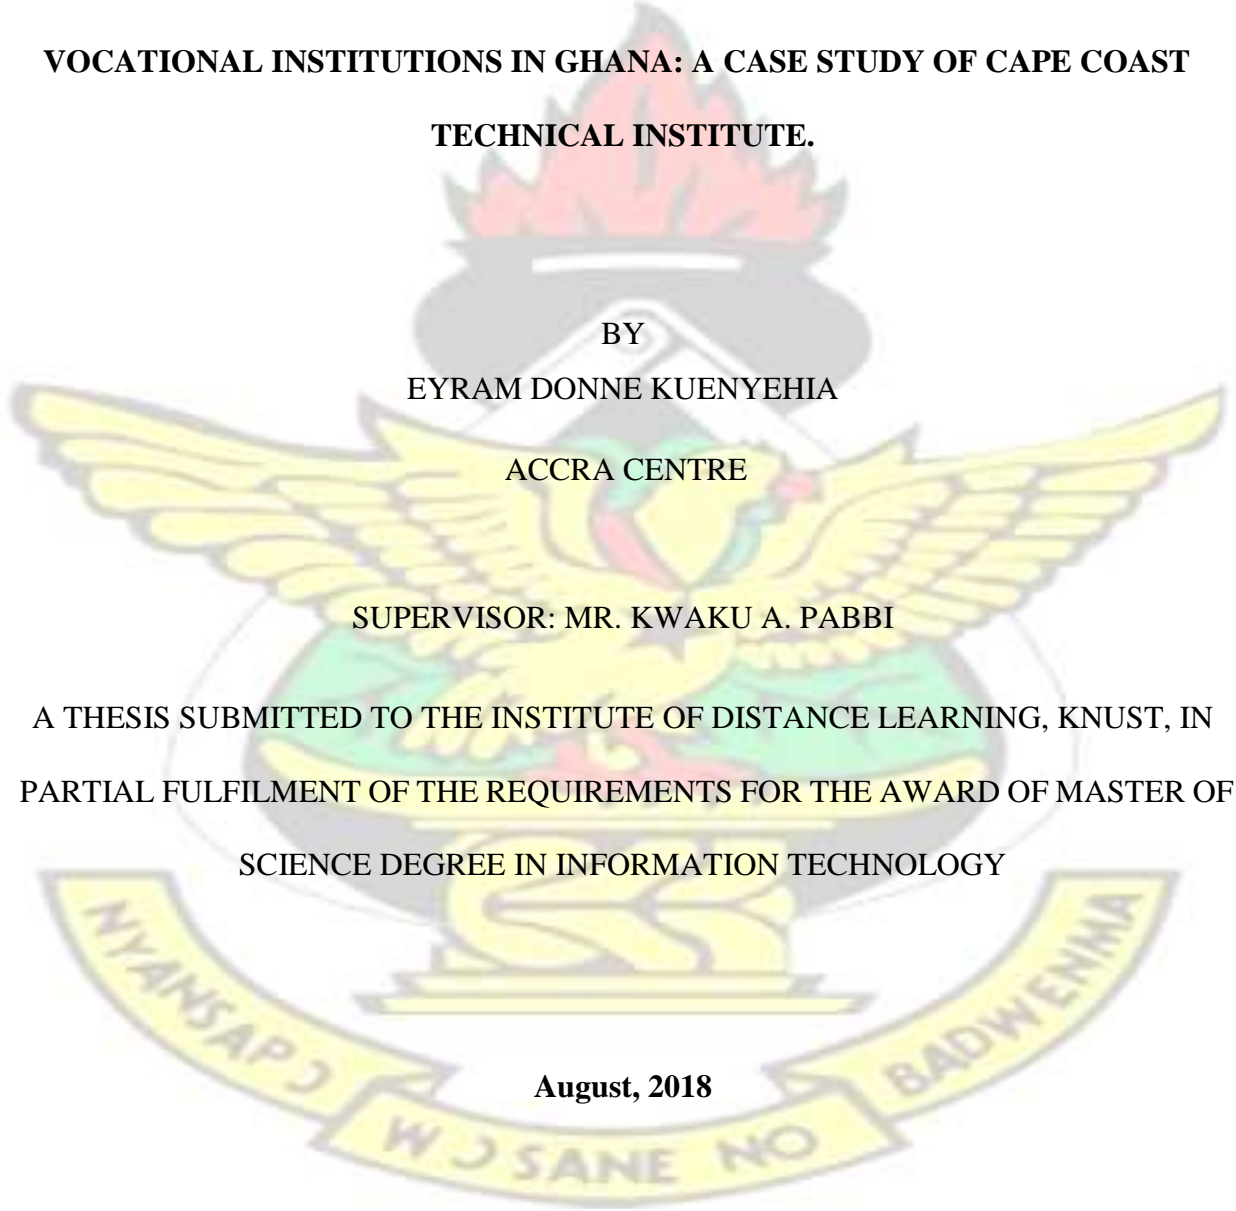 VOCATIONAL INSTITUTIONS IN GHANA: A CASE STUDY OF CAPE COAST
TECHNICAL INSTITUTE.
BY
EYRAM DONNE KUENYEHIA
ACCRA CENTRE
SUPERVISOR: MR. KWAKU A. PABBI
A THESIS SUBMITTED TO THE INSTITUTE OF DISTANCE LEARNING, KNUST, IN
PARTIAL FULFILMENT OF THE REQUIREMENTS FOR THE AWARD OF MASTER OF
SCIENCE DEGREE IN INFORMATION TECHNOLOGY
August, 2018
NYANSAPƆ WƆSANE NO BADWENMA